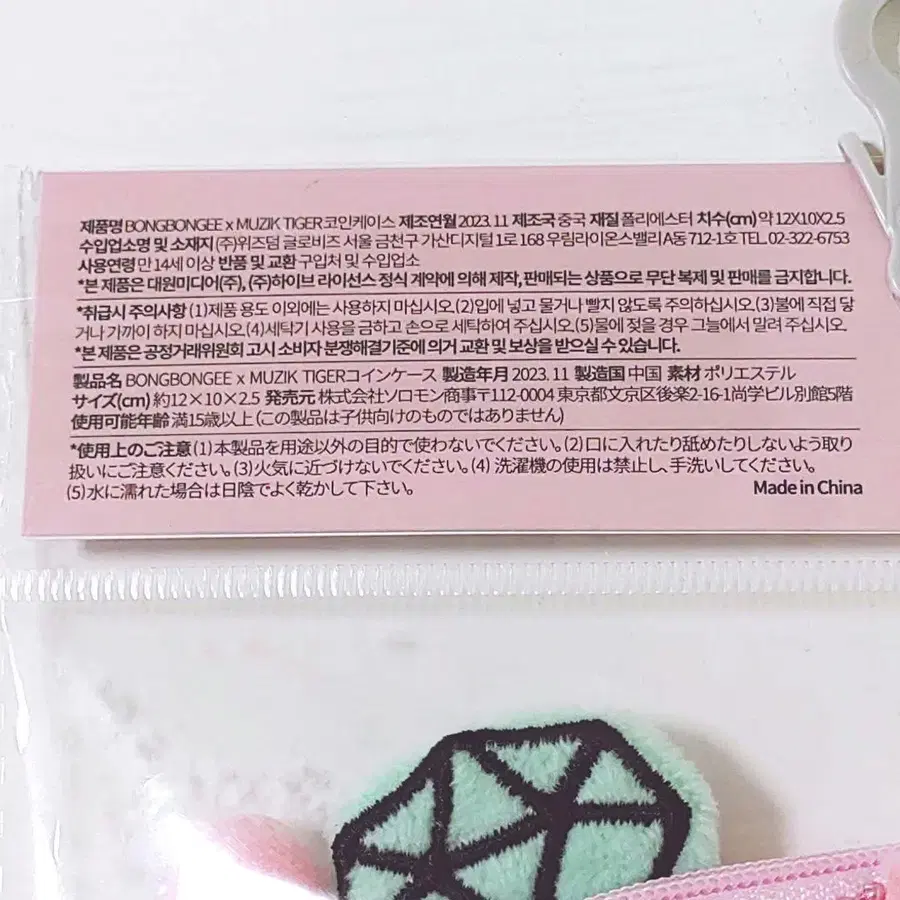 제품명 BONGBONGEE x MUZIK TIGER 코인케이스 제조연월 2023. 11 제조국 중국 재질 폴리에스터 치수(cm) 약 12X10X2.5
수입업소명 및 소재지 (주)위즈덤 글로비즈 서울 금천구 가산디지털 1로 168 우림라이온스밸리 A동 712-1호 TEL. 02-322-6753
사용연령 만 14세 이상 반품 및 교환 구입처 및 수입업소
*본 제품은 대원미디어(주), (주)하이브 라이선스 정식 계약에 의해 제작, 판매되는 상품으로 무단 복제 및 판매를 금지합니다.
*취급시 주의사항 (1)제품 용도 이외에는 사용하지 마십시오. (2)입에 넣고 물거나 빨지 않도록 주의하십시오. (3)불에 직접 닿
거나 가까이 하지 마십시오. (4)세탁기 사용을 금하고 손으로 세탁하여 주십시오. (5)물에 젖을 경우 그늘에서 말려 주십시오.
*본 제품은 공정거래위원회 고시 소비자 분쟁해결기준에 의거 교환 및 보상을 받으실 수 있습니다.
製品名 BONGBONGEE x MUZIK TIGERコインケース 製造年月 2023. 11 製造国 中国 素材 ポリエステル
サイズ(cm) 約12×10×2.5 発売元 株式会社ソロモン商事〒112-0004 東京都文京区後楽2-16-1尚学ビル別館5階
使用可能年齢 満15歳以上 (この製品は子供向けのものではありません)
*使用上のご注意 (1)本製品を用途以外の目的で使わないでください。(2)口に入れたり舐めたりしないよう取り
扱いにご注意ください。(3)火気に近づけないでください。(4) 洗濯機の使用は禁止し、手洗いしてください。
(5)水に濡れた場合は日陰でよく乾かして下さい。 Made in China